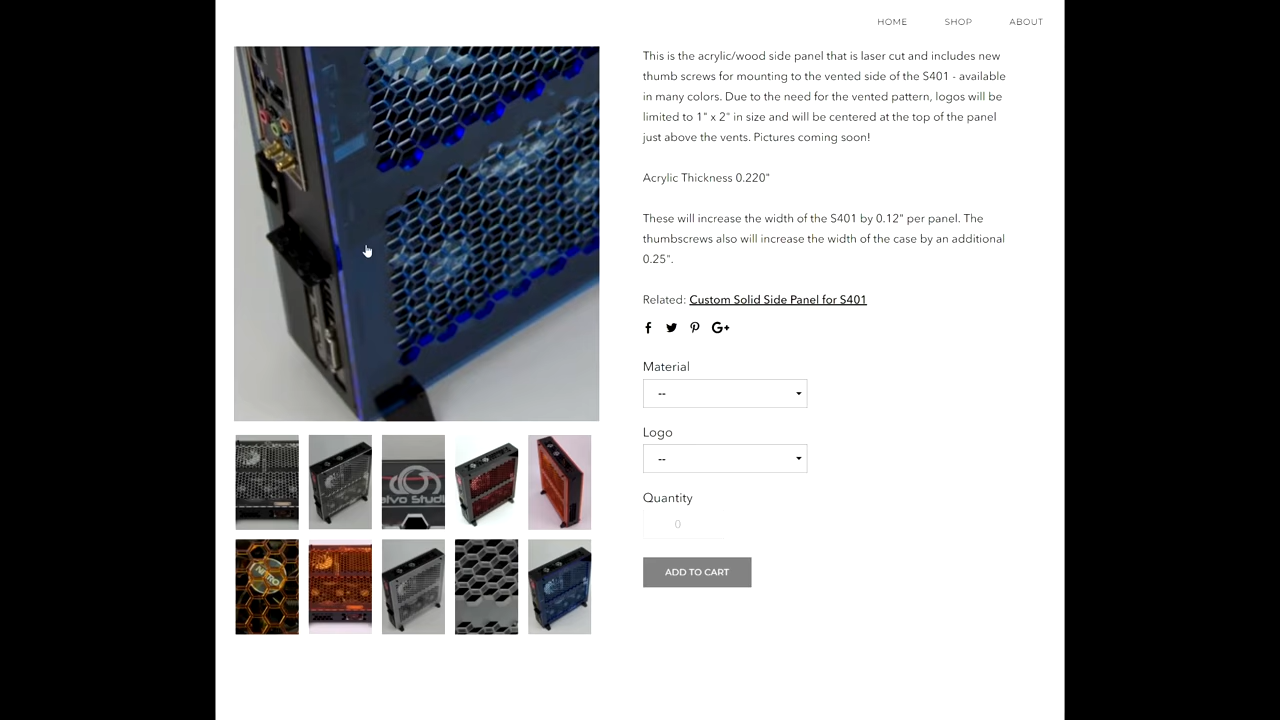 HOME SHOP ABOUT
This is the acrylic/wood side panel that is laser cut and includes new
thumb screws for mounting to the vented side of the S401 - available
in many colors. Due to the need for the vented pattern, logos will be
limited to 1" x 2" in size and will be centered at the top of the panel
just above the vents. Pictures coming soon!
Acrylic Thickness 0.220"
These will increase the width of the S401 by 0.12" per panel. The
thumbscrews also will increase the width of the case by an additional
0.25".
Related: Custom Solid Side Panel for S401
Material
--
Logo
--
Quantity
0
ADD TO CART
NITRO